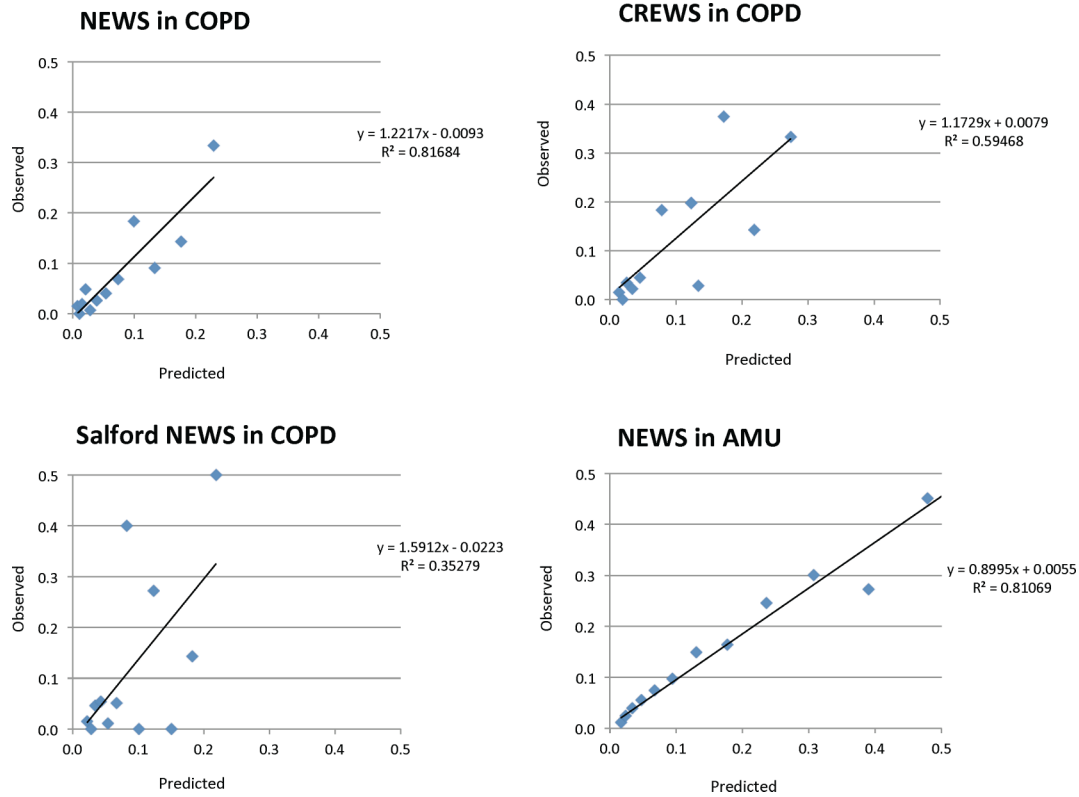 NEWS in COPD
0.5
0.4
0.3
0.2
0.1
0.0
Observed
y = 1.2217x - 0.0093
R² = 0.81684
0.0 0.1 0.2 0.3 0.4 0.5
Predicted
CREWS in COPD
0.5
0.4
0.3
0.2
0.1
0.0
Observed
y = 1.1729x + 0.0079
R² = 0.59468
0.0 0.1 0.2 0.3 0.4 0.5
Predicted
Salford NEWS in COPD
0.5
0.4
0.3
0.2
0.1
0.0
Observed
y = 1.5912x - 0.0223
R² = 0.35279
0.0 0.1 0.2 0.3 0.4 0.5
Predicted
NEWS in AMU
0.5
0.4
0.3
0.2
0.1
0.0
Observed
y = 0.8995x + 0.0055
R² = 0.81069
0.0 0.1 0.2 0.3 0.4 0.5
Predicted